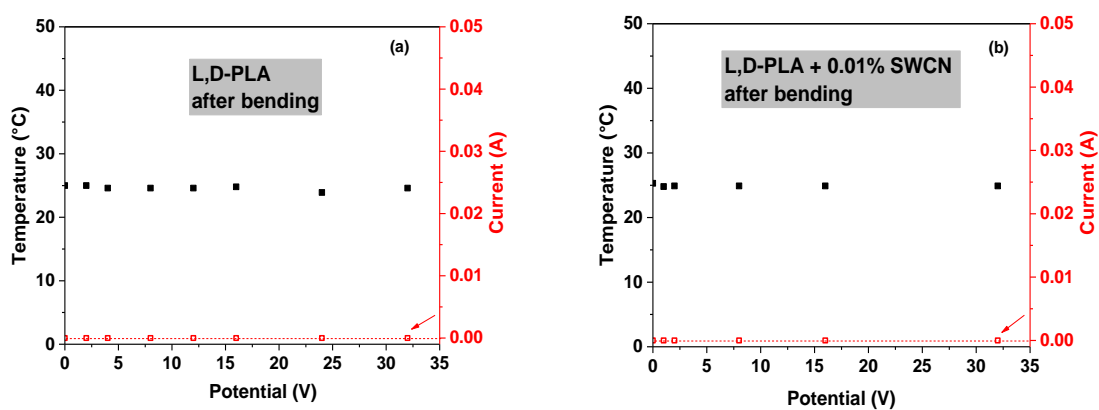 (a)
L,D-PLA
after bending
Temperature (°C)
50
40
30
20
10
0
Current (A)
0.05
0.04
0.03
0.02
0.01
0.00
0 5 10 15 20 25 30 35
Potential (V)
(b)
L,D-PLA + 0.01% SWCN
after bending
Temperature (°C)
50
40
30
20
10
0
Current (A)
0.05
0.04
0.03
0.02
0.01
0.00
0 5 10 15 20 25 30 35
Potential (V)